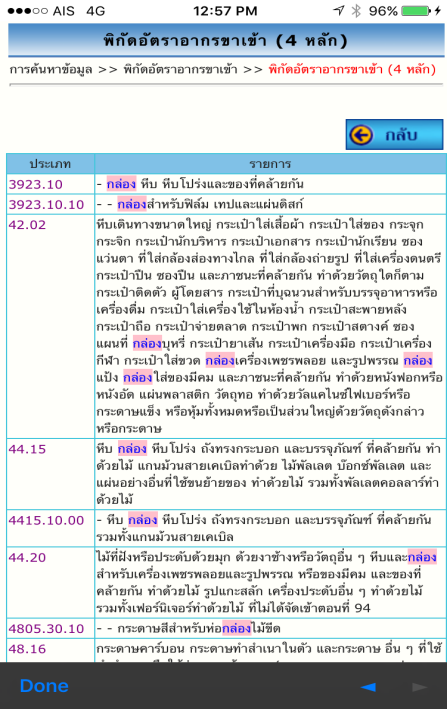 AIS 4G 12:57 PM 96%
พิกัดอัตราอากรขาเข้า (4 หลัก)
การค้นหาข้อมูล >> พิกัดอัตราอากรขาเข้า >> พิกัดอัตราอากรขาเข้า (4 หลัก)
กลับ
ประเภท รายการ
3923.10 - กล่อง หีบ หีบโปร่งและของที่คล้ายกัน
3923.10.10 - - กล่องสำหรับฟิล์ม เทปและแผ่นดิสก์
42.02 หีบเดินทางขนาดใหญ่ กระเป๋าใส่เสื้อผ้า กระเป๋าใส่ของ กระจุก
กระจิก กระเป๋านักบริหาร กระเป๋าเอกสาร กระเป๋านักเรียน ซอง
แว่นตา ที่ใส่กล้องส่องทางไกล ที่ใส่กล้องถ่ายรูป ที่ใส่เครื่องดนตรี
กระเป๋าปืน ซองปืน และภาชนะที่คล้ายกัน ทำด้วยวัตถุใดก็ตาม
กระเป๋าติดตัว ผู้โดยสาร กระเป๋าที่บุฉนวนสำหรับบรรจุอาหารหรือ
เครื่องดื่ม กระเป๋าใส่เครื่องใช้ในห้องน้ำ กระเป๋าสะพายหลัง
กระเป๋าถือ กระเป๋าจ่ายตลาด กระเป๋าพก กระเป๋าสตางค์ ซอง
แผนที่ กล่องบุหรี่ กระเป๋ายาเส้น กระเป๋าเครื่องมือ กระเป๋าเครื่อง
กีฬา กระเป๋าใส่ขวด กล่องเครื่องเพชรพลอย และรูปพรรณ กล่อง
แป้ง กล่องใส่ของมีคม และภาชนะที่คล้ายกัน ทำด้วยหนังฟอกหรือ
หนังอัด แผ่นพลาสติก วัตถุทอ ทำด้วยวัลแคไนซ์ไฟเบอร์หรือ
กระดาษแข็ง หรือหุ้มทั้งหมดหรือเป็นส่วนใหญ่ด้วยวัตถุดังกล่าว
หรือกระดาษ
44.15 หีบ กล่อง หีบโปร่ง ถังทรงกระบอก และบรรจุภัณฑ์ ที่คล้ายกัน ทำ
ด้วยไม้ แกนม้วนสายเคเบิลทำด้วย ไม้พัลเลต บ๊อกซ์พัลเลต และ
แผ่นอย่างอื่นที่ใช้ขนย้ายของ ทำด้วยไม้ รวมทั้งพัลเลตคอลลาร์ทำ
ด้วยไม้
4415.10.00 - หีบ กล่อง หีบโปร่ง ถังทรงกระบอก และบรรจุภัณฑ์ ที่คล้ายกัน
รวมทั้งแกนม้วนสายเคเบิล
44.20 ไม้ที่ฝังหรือประดับด้วยมุก ด้วยงาช้างหรือวัตถุอื่น ๆ หีบและกล่อง
สำหรับเครื่องเพชรพลอยและรูปพรรณ หรือของมีคม และของที่
คล้ายกัน ทำด้วยไม้ รูปแกะสลัก เครื่องประดับอื่น ๆ ทำด้วยไม้
รวมทั้งเฟอร์นิเจอร์ทำด้วยไม้ ที่ไม่ได้จัดเข้าตอนที่ 94
4805.30.10 - - กระดาษสีสำหรับห่อกล่องไม้ขีด
48.16 กระดาษคาร์บอน กระดาษทำสำเนาในตัว และกระดาษ อื่น ๆ ที่ใช้
Done